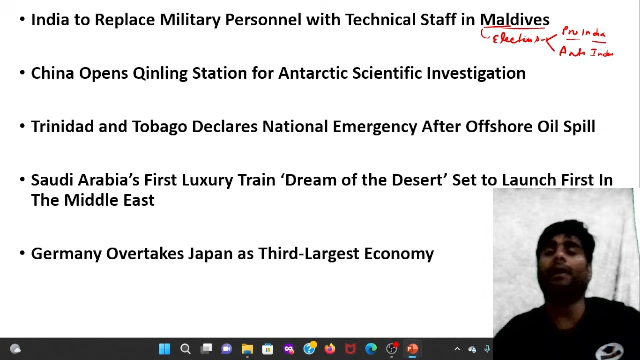 • India to Replace Military Personnel with Technical Staff in Maldives
Elections
Pro India
Anti India
• China Opens Qinling Station for Antarctic Scientific Investigation
• Trinidad and Tobago Declares National Emergency After Offshore Oil Spill
• Saudi Arabia’s First Luxury Train ‘Dream of the Desert’ Set to Launch First In
The Middle East
• Germany Overtakes Japan as Third-Largest Economy